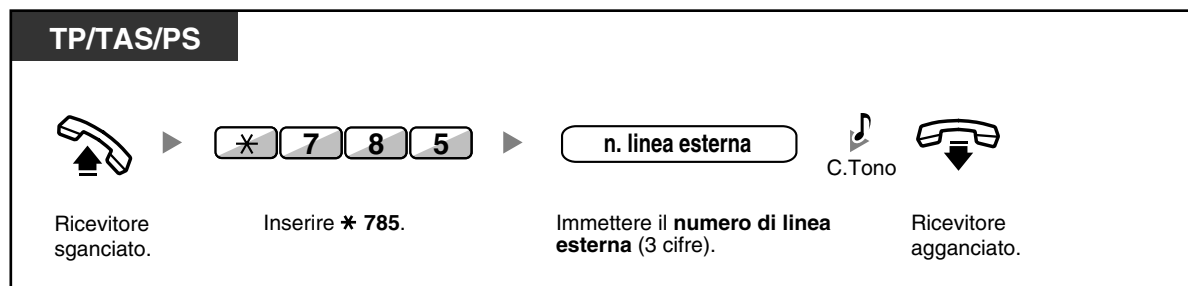 TP/TAS/PS
* 7 8 5
n. linea esterna
C.Tono
Ricevitore
sganciato.
Inserire * 785.
Immettere il numero di linea
esterna (3 cifre).
Ricevitore
agganciato.